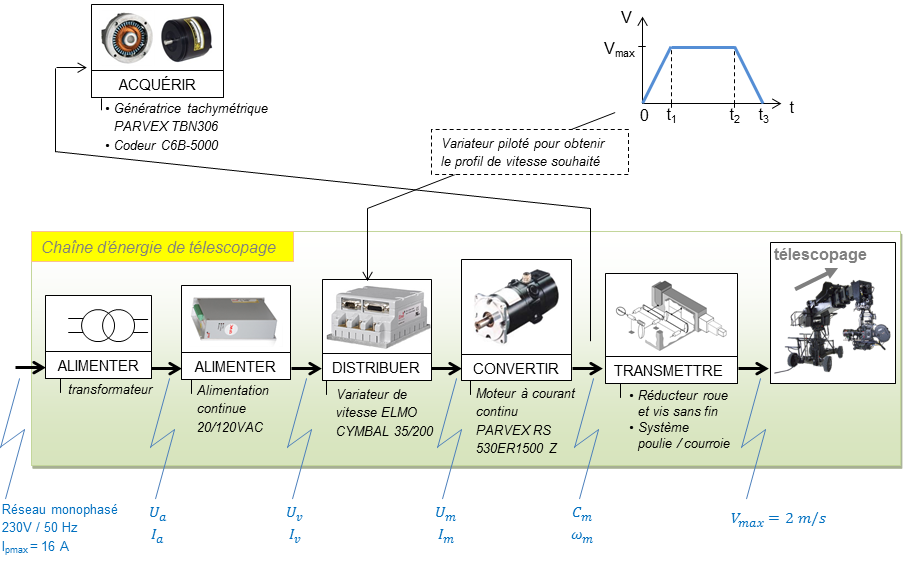 V
V max
0
t1
t2
t3
t
ACQUÉRIR
• Génératrice tachymétrique
PARVEX TBN306
• Codeur C6B-5000
Variateur piloté pour obtenir
le profil de vitesse souhaité
Chaîne d'énergie de télescopage
télescopage
ALIMENTER
transformateur
ALIMENTER
Alimentation
continue
20/120VAC
DISTRIBUER
Variateur de
vitesse ELMO
CYMBAL 35/200
CONVERTIR
Moteur à courant
continu
PARVEX RS
530ER1500 Z
TRANSMETTRE
• Réducteur roue
et vis sans fin
• Système
poulie / courroie
Réseau monophasé
230V / 50 Hz
Ipmax = 16 A
Ua
Ia
Uv
Iv
Um
Im
Cm
ωm
Vmax = 2 m/s